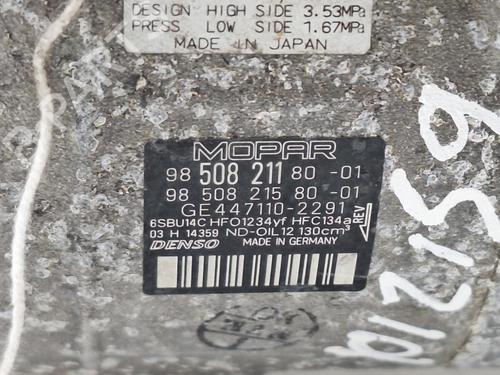 DESIGN HIGH SIDE 3.53MPa
PRESS. LOW SIDE 1.67MPa
MADE IN JAPAN
MOPAR
98 508 211 80 -01
98 508 215 80 -01
GE447110-2291
6SBU14C HFO1234yf HFC134a
03 H 14359 ND-OIL12 130cm³
REV
DENSO MADE IN GERMANY